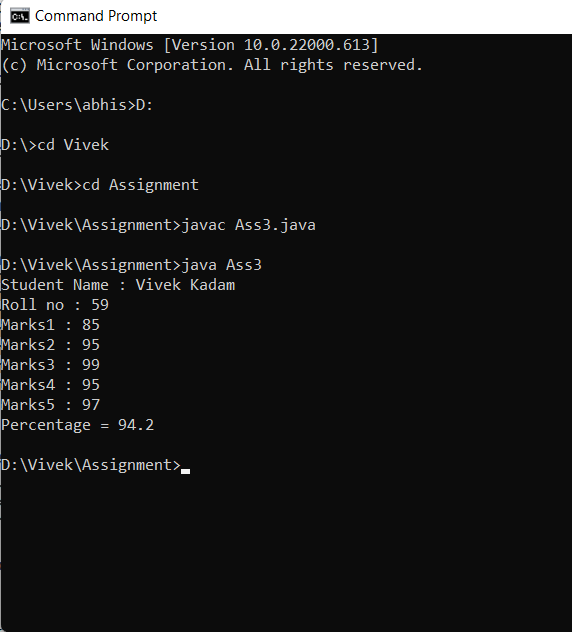 Command Prompt
Microsoft Windows [Version 10.0.22000.613]
(c) Microsoft Corporation. All rights reserved.
C:\Users\abhis>D:
D:\>cd Vivek
D:\Vivek>cd Assignment
D:\Vivek\Assignment>javac Ass3.java
D:\Vivek\Assignment>java Ass3
Student Name : Vivek Kadam
Roll no : 59
Marks1 : 85
Marks2 : 95
Marks3 : 99
Marks4 : 95
Marks5 : 97
Percentage = 94.2
D:\Vivek\Assignment>